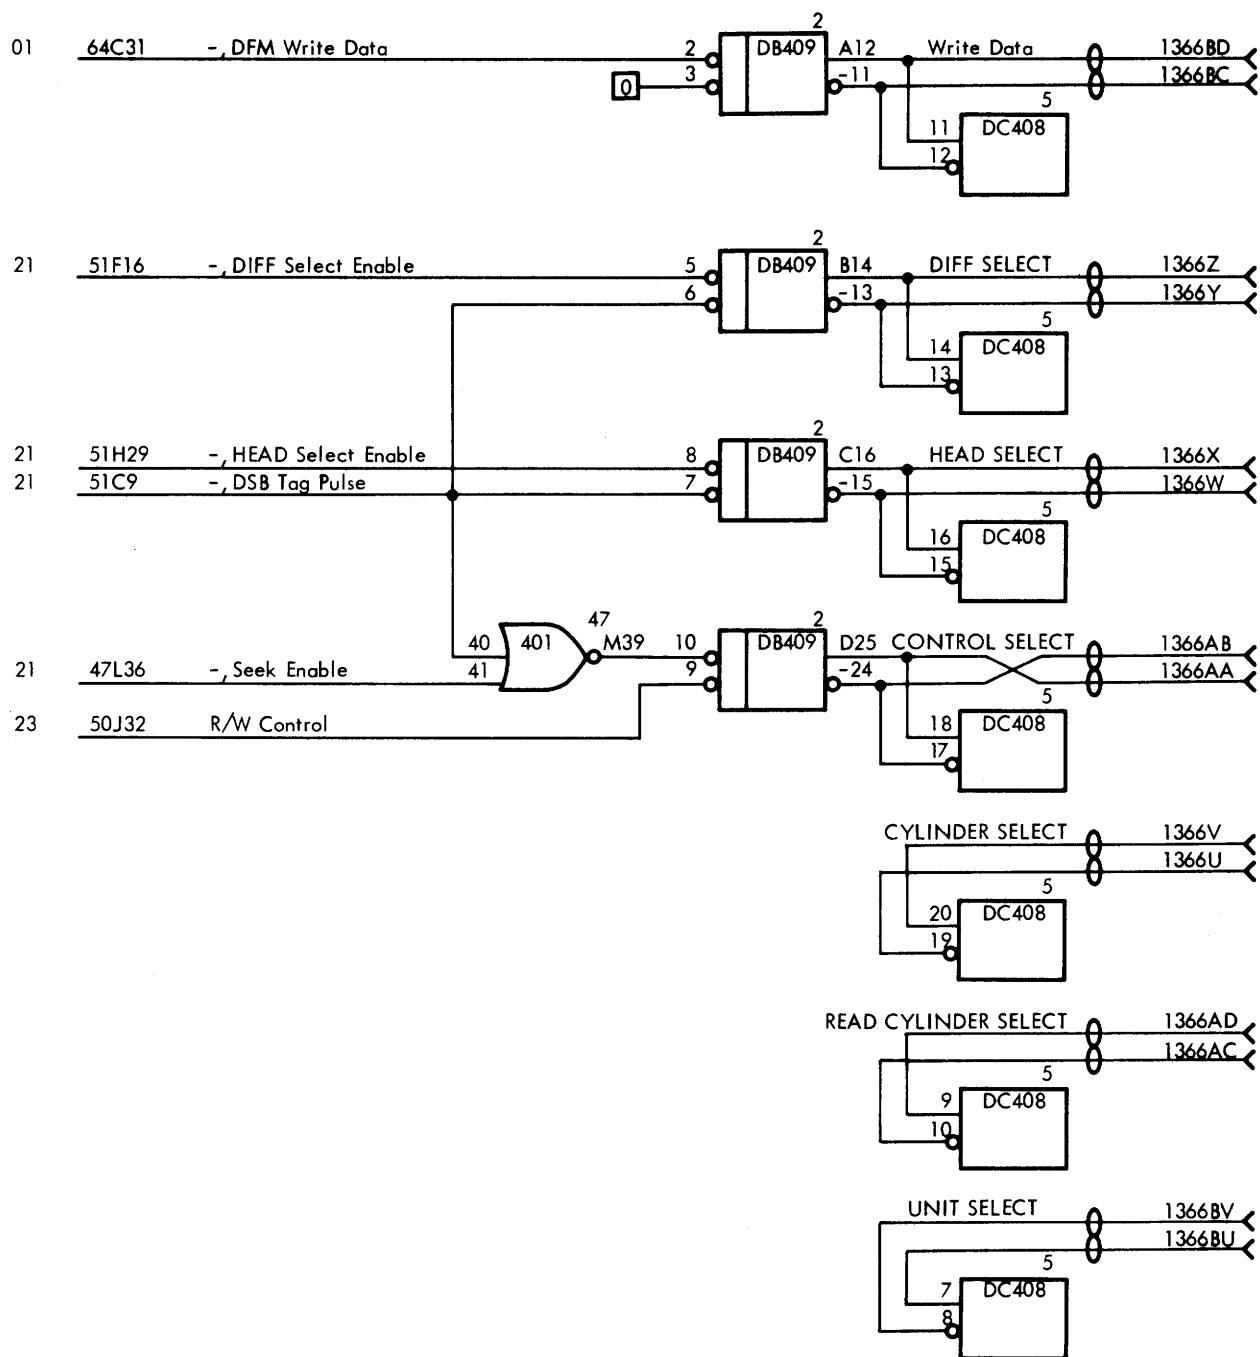 2
01 64C31 -, DFM Write Data 2 DB409 A12 Write Data 1366BD
0 3 -11 1366BC
5
11 DC408
12
2
21 51F16 -, DIFF Select Enable 5 DB409 B14 DIFF SELECT 1366Z
6 -13 1366Y
5
14 DC408
13
2
21 51H29 -, HEAD Select Enable 8 DB409 C16 HEAD SELECT 1366X
21 51C9 -, DSB Tag Pulse 7 -15 1366W
5
16 DC408
15
47 2
40 401 M39 10 DB409 D25 CONTROL SELECT 1366AB
21 47L36 -, Seek Enable 41 9 -24 1366AA
5
23 50J32 R/W Control 18 DC408
17
CYLINDER SELECT 1366V
1366U
5
20 DC408
19
READ CYLINDER SELECT 1366AD
1366AC
5
9 DC408
10
UNIT SELECT 1366BV
1366BU
5
7 DC408
8